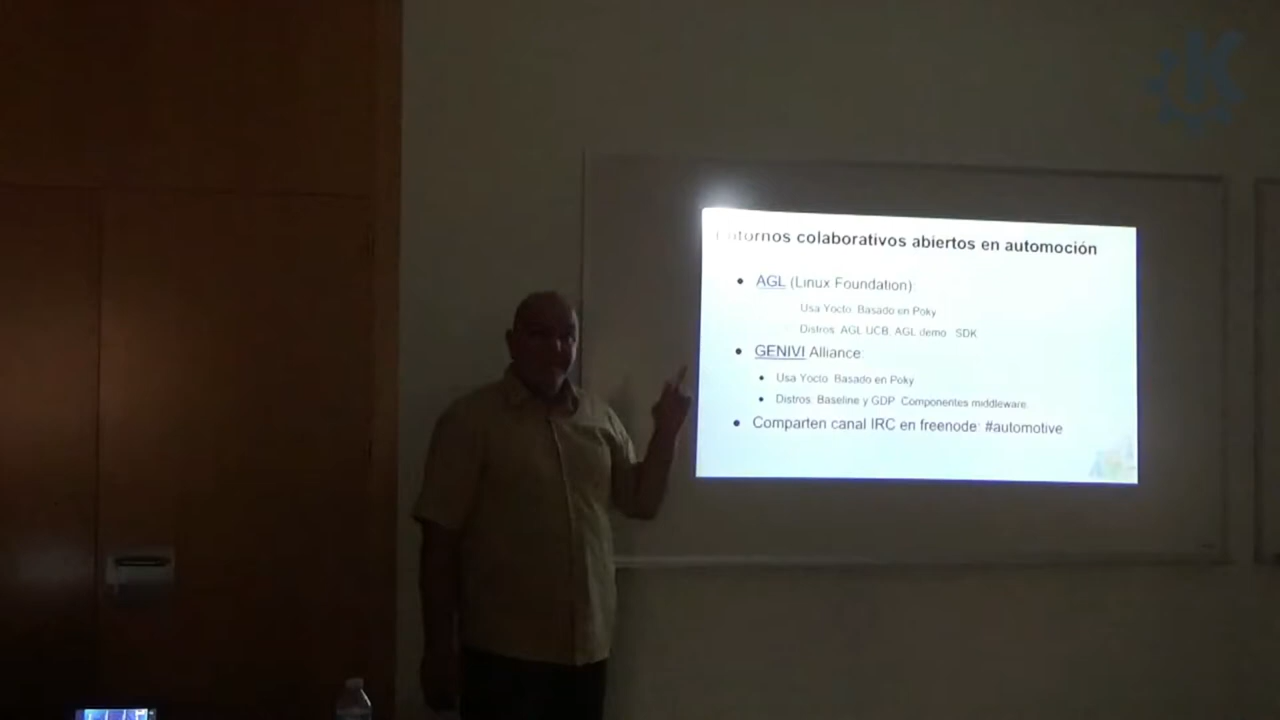 Entornos colaborativos abiertos en automoción
AGL (Linux Foundation):
Usa Yocto. Basado en Poky
Distros: AGL UCB, AGL demo SDK
GENIVI Alliance:
Usa Yocto. Basado en Poky
Distros: Baseline y GDP. Componentes middleware.
Comparten canal IRC en freenode: #automotive
K